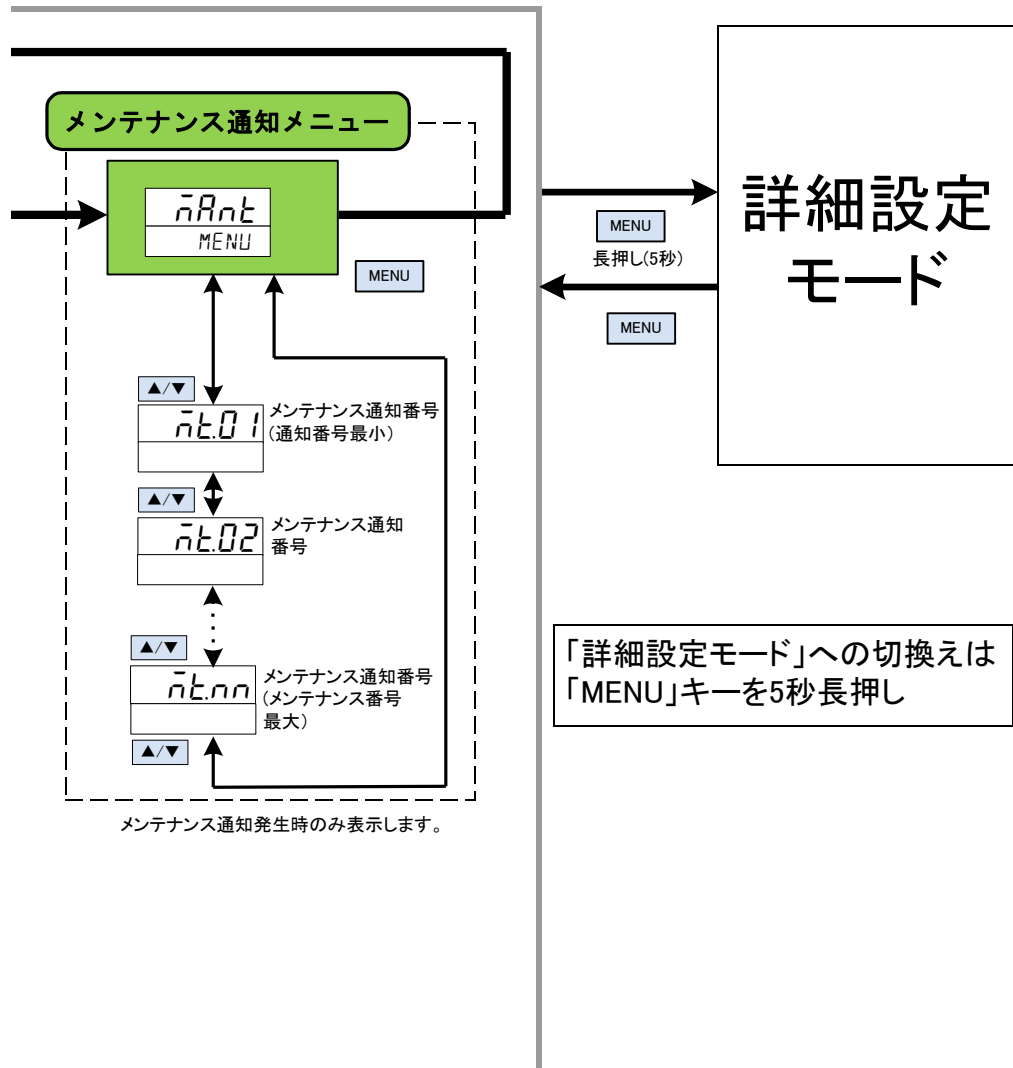 メンテナンス通知メニュー
n̄Ant
MENU
MENU
▲/▼
n̄t.01
メンテナンス通知番号
(通知番号最小)
▲/▼
n̄t.02
メンテナンス通知
番号
▲/▼
n̄t.nn
メンテナンス通知番号
(メンテナンス番号
最大)
▲/▼
メンテナンス通知発生時のみ表示します。
MENU
長押し(5秒)
MENU
詳細設定
モード
「詳細設定モード」への切換えは
「MENU」キーを5秒長押し